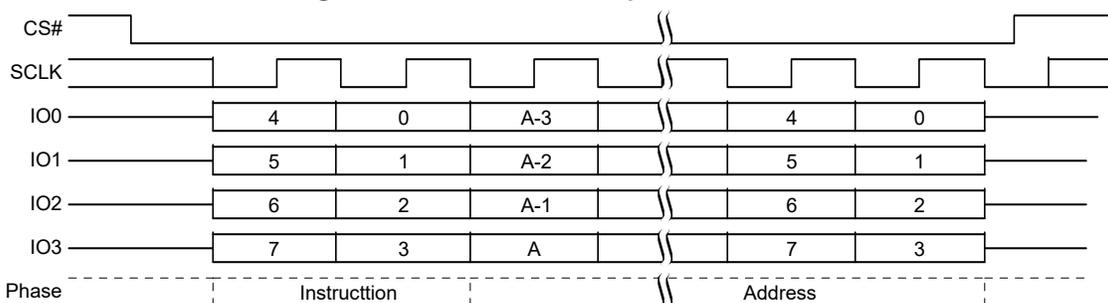 CS#
SCLK
IO0 4 0 A-3 4 0
IO1 5 1 A-2 5 1
IO2 6 2 A-1 6 2
IO3 7 3 A 7 3
Phase Instructtion Address